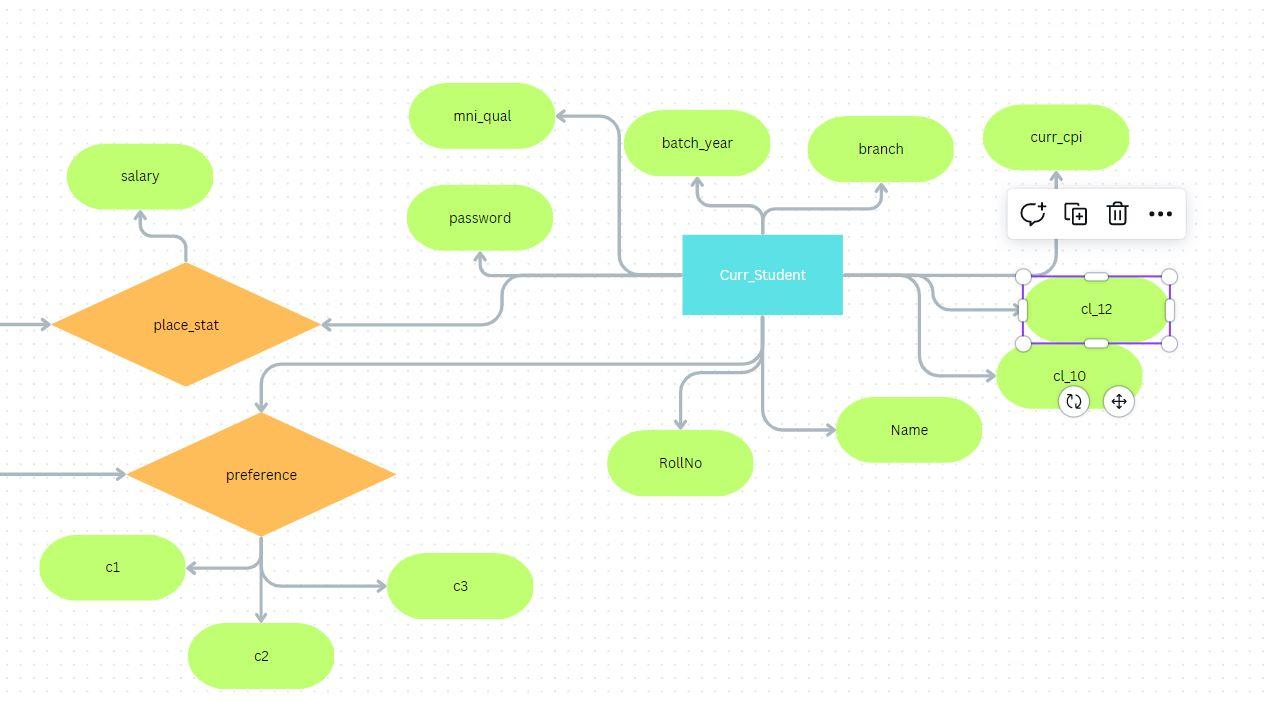 mni_qual
batch_year
branch
curr_cpi
salary
password
Curr_Student
cl_12
place_stat
cl_10
Name
RollNo
preference
c1
c3
c2